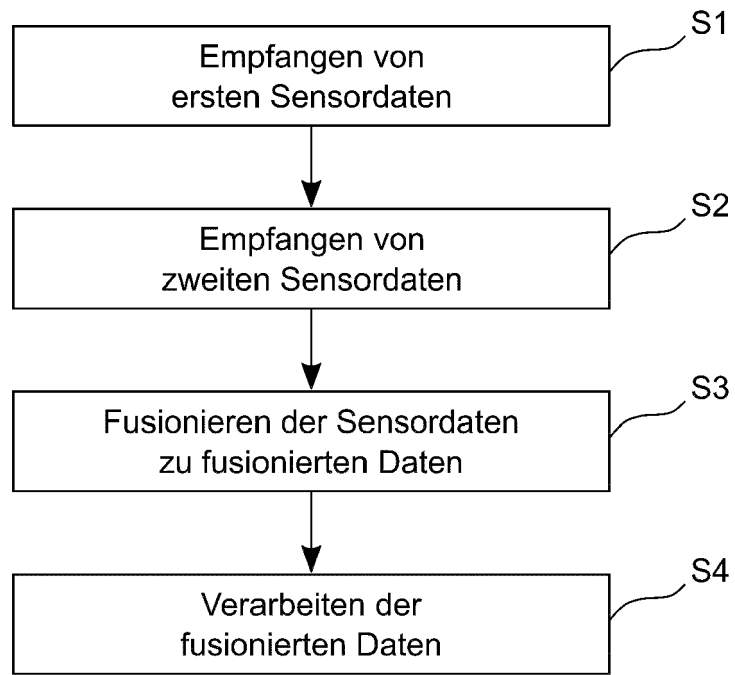 S1
Empfangen von
ersten Sensordaten
S2
Empfangen von
zweiten Sensordaten
S3
Fusionieren der Sensordaten
zu fusionierten Daten
S4
Verarbeiten der
fusionierten Daten